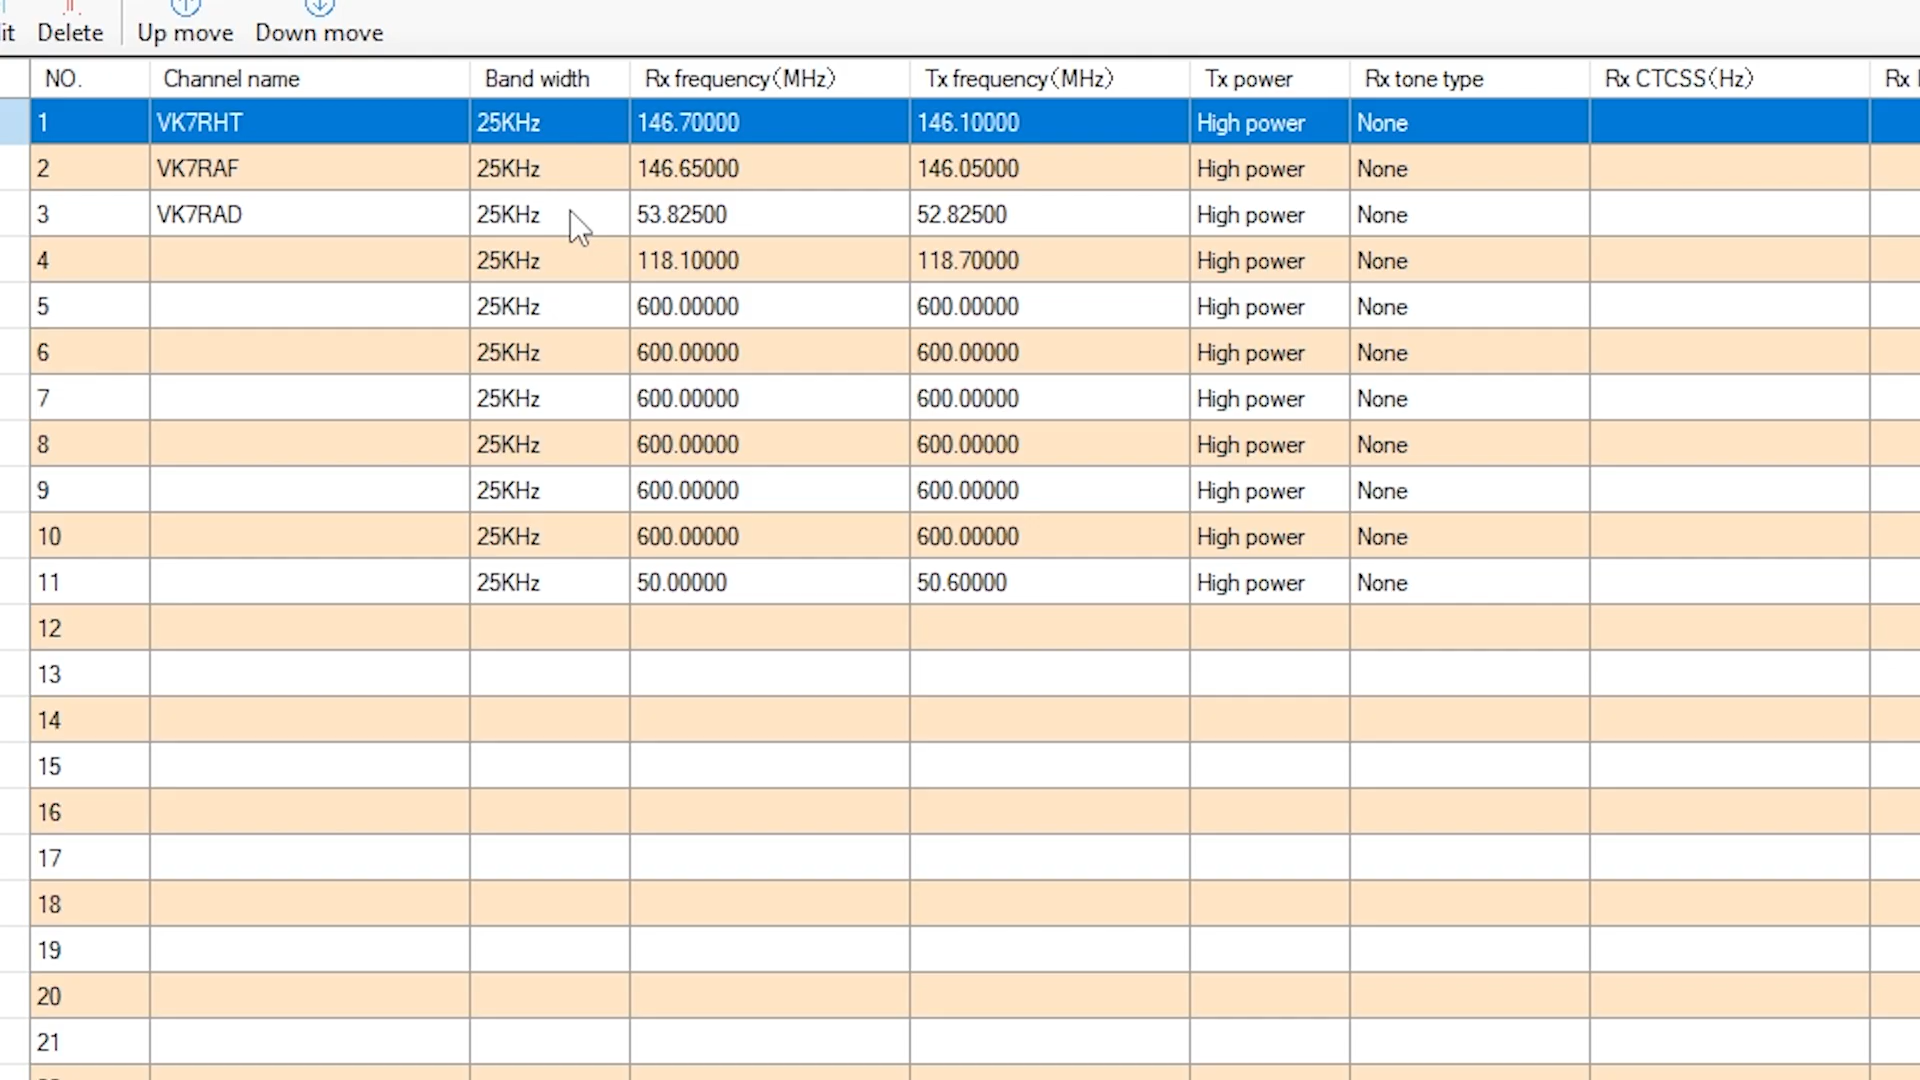 it Delete Up move Down move
NO. Channel name Band width Rx frequency(MHz) Tx frequency(MHz) Tx power Rx tone type Rx CTCSS(Hz) Rx
1 VK7RHT 25KHz 146.70000 146.10000 High power None
2 VK7RAF 25KHz 146.65000 146.05000 High power None
3 VK7RAD 25KHz 53.82500 52.82500 High power None
4 25KHz 118.10000 118.70000 High power None
5 25KHz 600.00000 600.00000 High power None
6 25KHz 600.00000 600.00000 High power None
7 25KHz 600.00000 600.00000 High power None
8 25KHz 600.00000 600.00000 High power None
9 25KHz 600.00000 600.00000 High power None
10 25KHz 600.00000 600.00000 High power None
11 25KHz 50.00000 50.60000 High power None
12
13
14
15
16
17
18
19
20
21